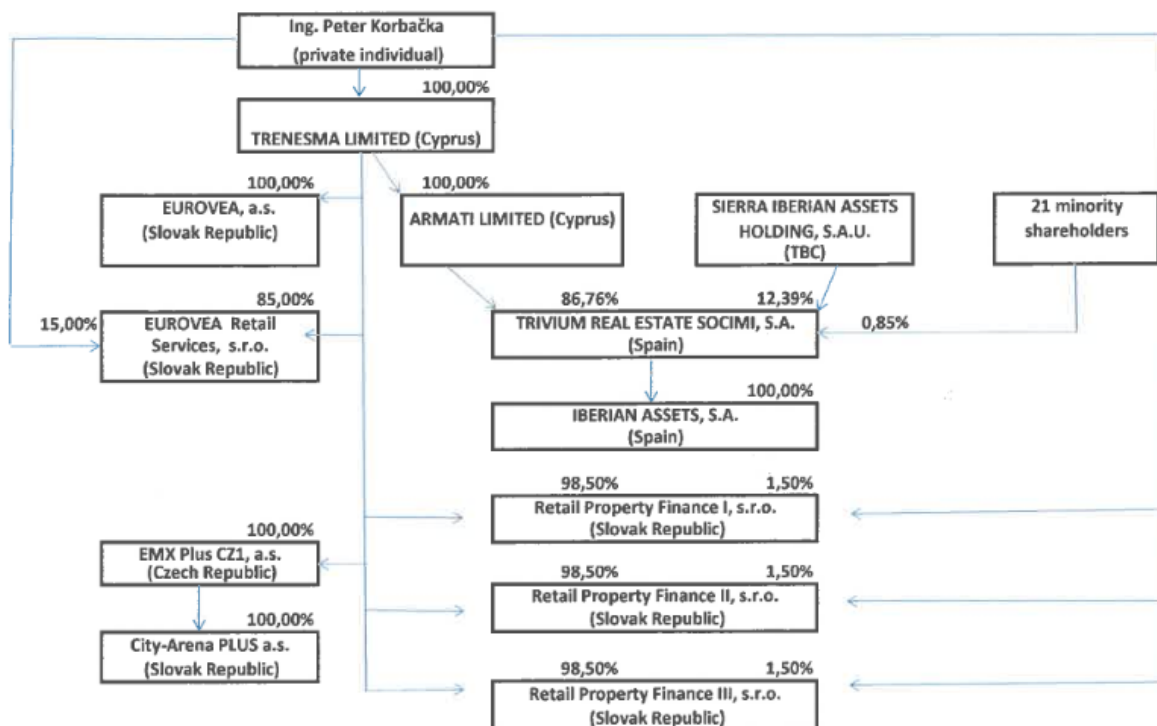 Ing. Peter Korbačka
(private individual)
100,00%
TRENESMA LIMITED (Cyprus)
100,00%
EUROVEA, a.s.
(Slovak Republic)
100,00%
ARMATI LIMITED (Cyprus)
SIERRA IBERIAN ASSETS
HOLDING, S.A.U.
(TBC)
21 minority
shareholders
15,00%
85,00%
EUROVEA Retail
Services, s.r.o.
(Slovak Republic)
86,76% 12,39%
TRIVIUM REAL ESTATE SOCIMI, S.A.
(Spain)
0,85%
100,00%
IBERIAN ASSETS, S.A.
(Spain)
98,50% 1,50%
Retail Property Finance I, s.r.o.
(Slovak Republic)
100,00%
EMX Plus CZ1, a.s.
(Czech Republic)
98,50% 1,50%
Retail Property Finance II, s.r.o.
(Slovak Republic)
100,00%
City-Arena PLUS a.s.
(Slovak Republic)
98,50% 1,50%
Retail Property Finance III, s.r.o.
(Slovak Republic)